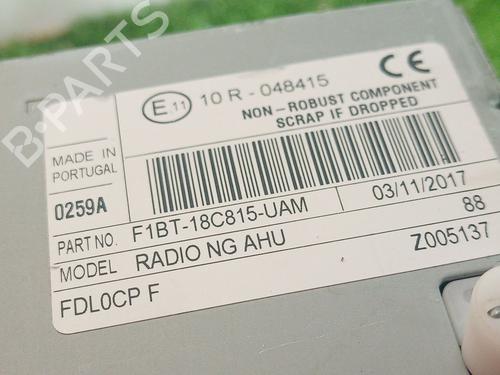 B-PARTS
E11 10 R - 048415 CE
NON - ROBUST COMPONENT
SCRAP IF DROPPED
MADE IN
PORTUGAL
0259A
03/11/2017
PART NO. F1BT-18C815-UAM 88
MODEL RADIO NG AHU Z005137
FDL0CP F